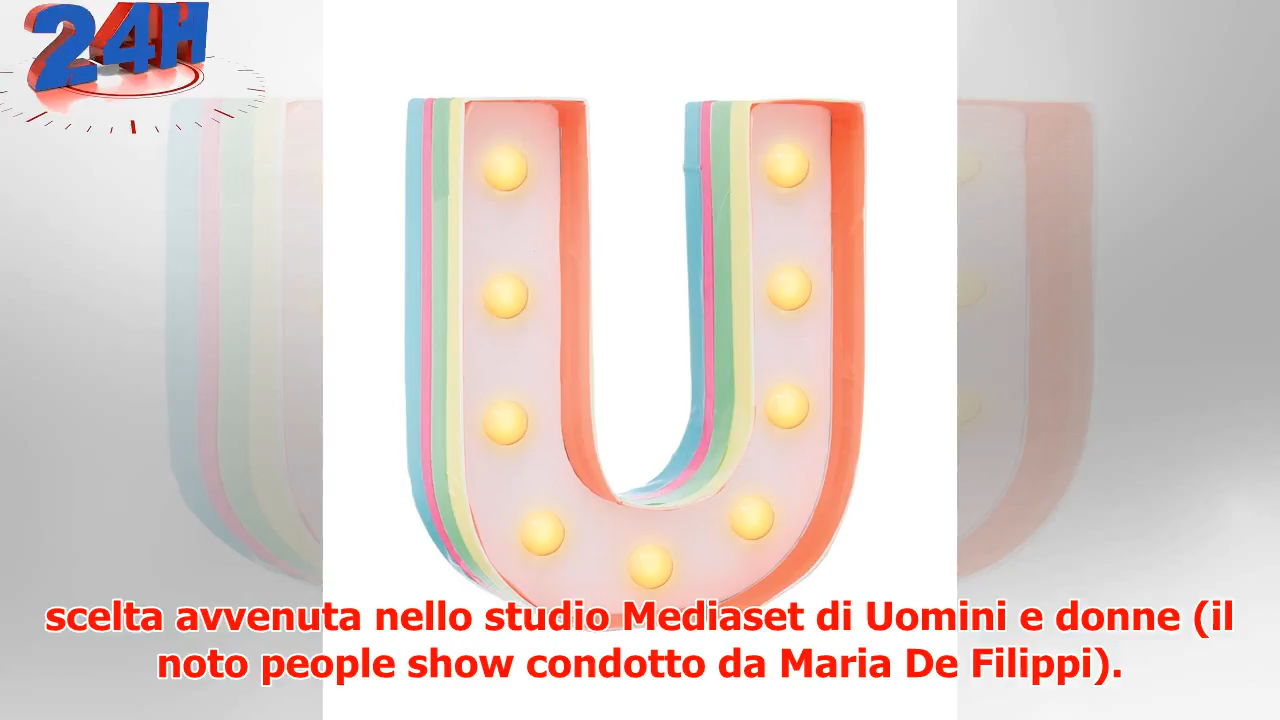 24H
U
scelta avvenuta nello studio Mediaset di Uomini e donne (il
noto people show condotto da Maria De Filippi).